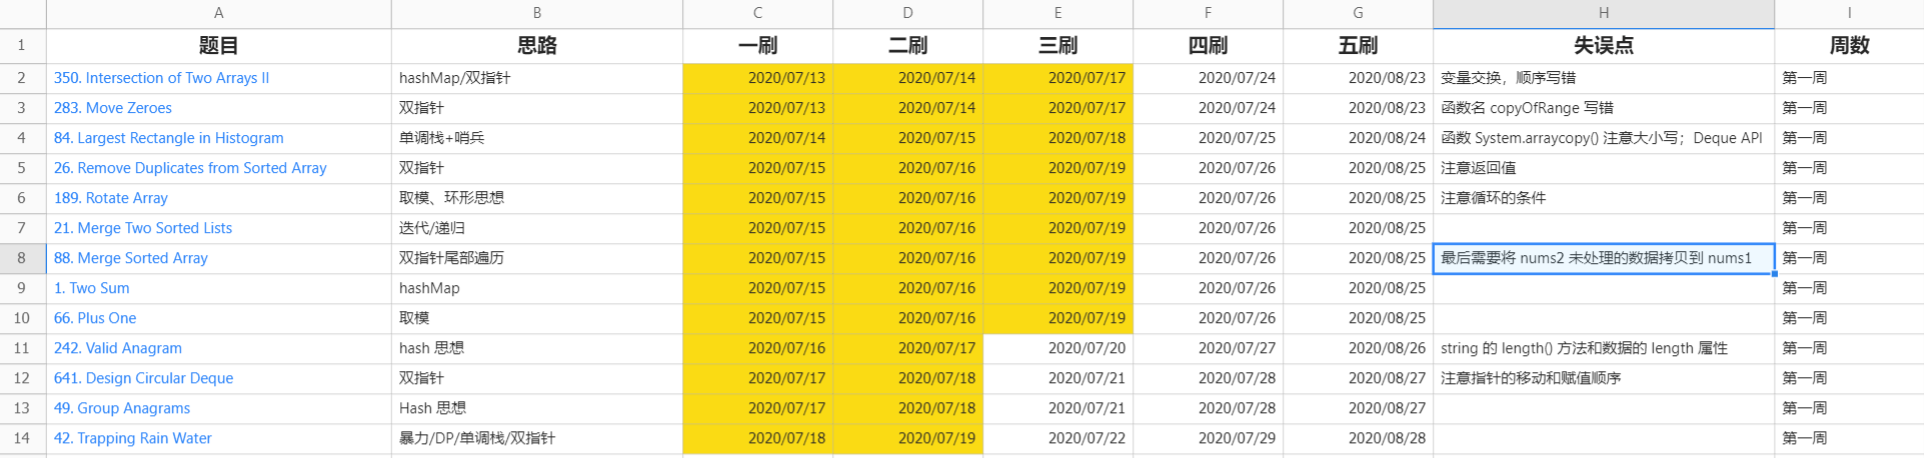 A B C D E F G H I
1 题目 思路 一刷 二刷 三刷 四刷 五刷 失误点 周数
2 350. Intersection of Two Arrays II hashMap/双指针 2020/07/13 2020/07/14 2020/07/17 2020/07/24 2020/08/23 变量交换，顺序写错 第一周
3 283. Move Zeroes 双指针 2020/07/13 2020/07/14 2020/07/17 2020/07/24 2020/08/23 函数名 copyOfRange 写错 第一周
4 84. Largest Rectangle in Histogram 单调栈+哨兵 2020/07/14 2020/07/15 2020/07/18 2020/07/25 2020/08/24 函数 System.arraycopy() 注意大小写；Deque API 第一周
5 26. Remove Duplicates from Sorted Array 双指针 2020/07/15 2020/07/16 2020/07/19 2020/07/26 2020/08/25 注意返回值 第一周
6 189. Rotate Array 取模、环形思想 2020/07/15 2020/07/16 2020/07/19 2020/07/26 2020/08/25 注意循环的条件 第一周
7 21. Merge Two Sorted Lists 迭代/递归 2020/07/15 2020/07/16 2020/07/19 2020/07/26 2020/08/25 第一周
8 88. Merge Sorted Array 双指针尾部遍历 2020/07/15 2020/07/16 2020/07/19 2020/07/26 2020/08/25 最后需要将 nums2 未处理的数据拷贝到 nums1 第一周
9 1. Two Sum hashMap 2020/07/15 2020/07/16 2020/07/19 2020/07/26 2020/08/25 第一周
10 66. Plus One 取模 2020/07/15 2020/07/16 2020/07/19 2020/07/26 2020/08/25 第一周
11 242. Valid Anagram hash 思想 2020/07/16 2020/07/17 2020/07/20 2020/07/27 2020/08/26 string 的 length() 方法和数据的 length 属性 第一周
12 641. Design Circular Deque 双指针 2020/07/17 2020/07/18 2020/07/21 2020/07/28 2020/08/27 注意指针的移动和赋值顺序 第一周
13 49. Group Anagrams Hash 思想 2020/07/17 2020/07/18 2020/07/21 2020/07/28 2020/08/27 第一周
14 42. Trapping Rain Water 暴力/DP/单调栈/双指针 2020/07/18 2020/07/19 2020/07/22 2020/07/29 2020/08/28 第一周